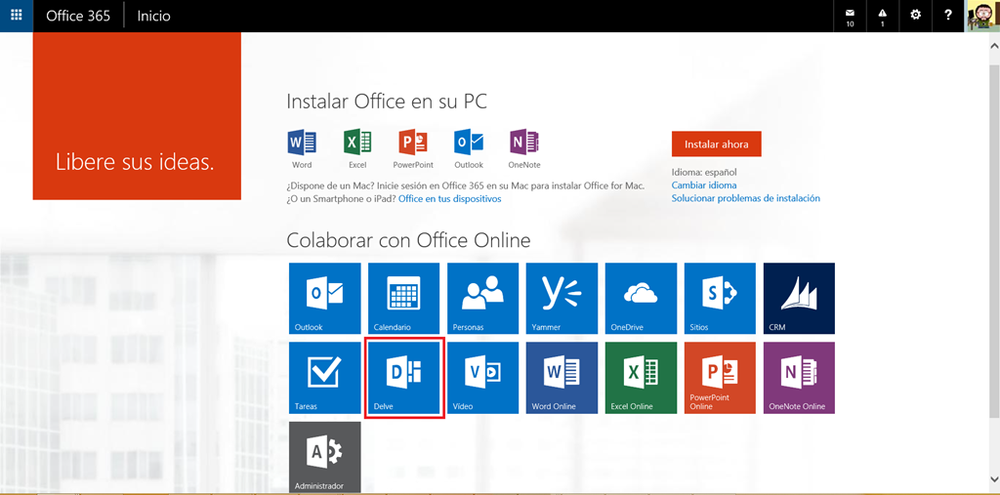 Office 365
Inicio
10
1
?
Libere sus ideas.
Instalar Office en su PC
Word
Excel
PowerPoint
Outlook
OneNote
Instalar ahora
¿Dispone de un Mac? Inicie sesión en Office 365 en su Mac para instalar Office for Mac.
¿O un Smartphone o iPad? Office en tus dispositivos
Idioma: español
Cambiar idioma
Solucionar problemas de instalación
Colaborar con Office Online
Outlook
Calendario
Personas
Yammer
OneDrive
Sitios
CRM
Tareas
Delve
Vídeo
Word Online
Excel Online
PowerPoint
Online
OneNote Online
Administrador